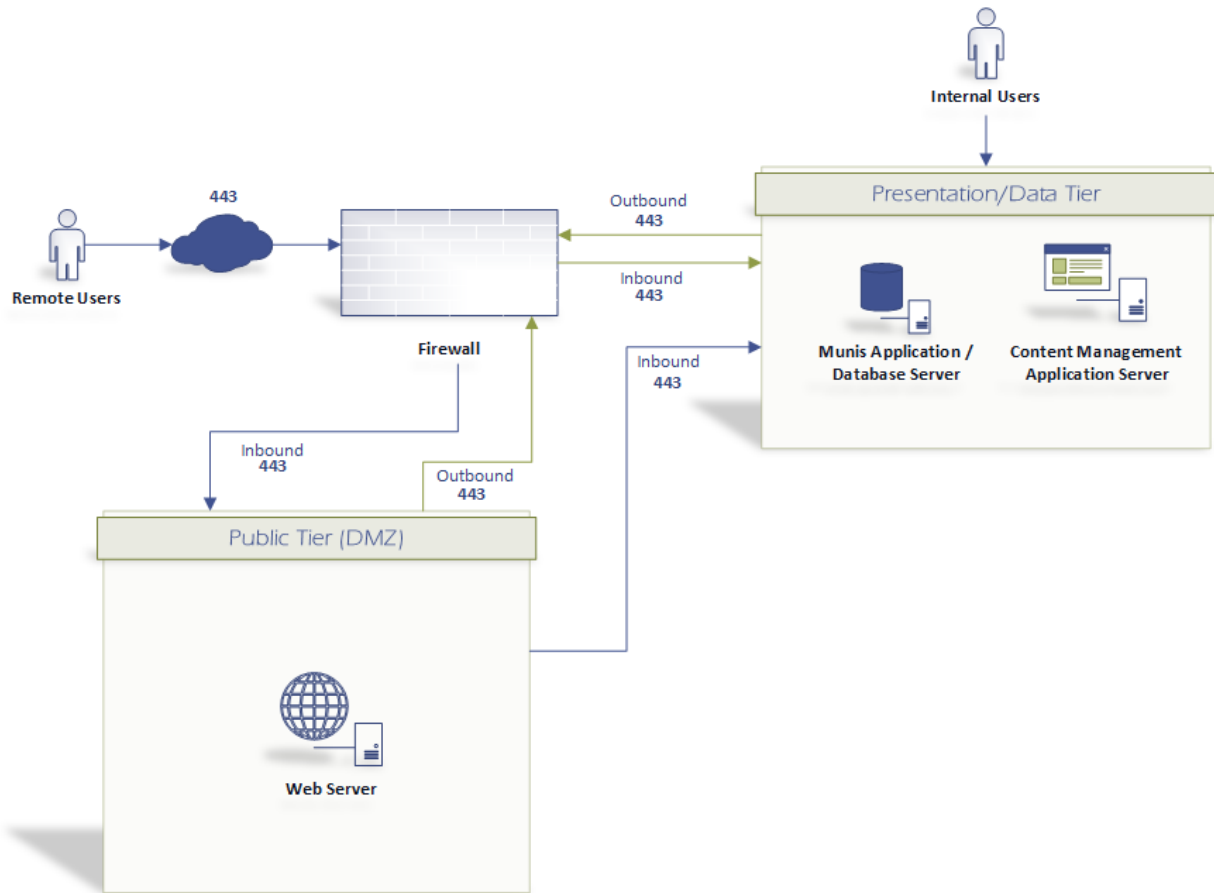 Internal Users
443
Remote Users
Firewall
Outbound
443
Inbound
443
Presentation/Data Tier
Munis Application /
Database Server
Content Management
Application Server
Inbound
443
Inbound
443
Outbound
443
Public Tier (DMZ)
Web Server